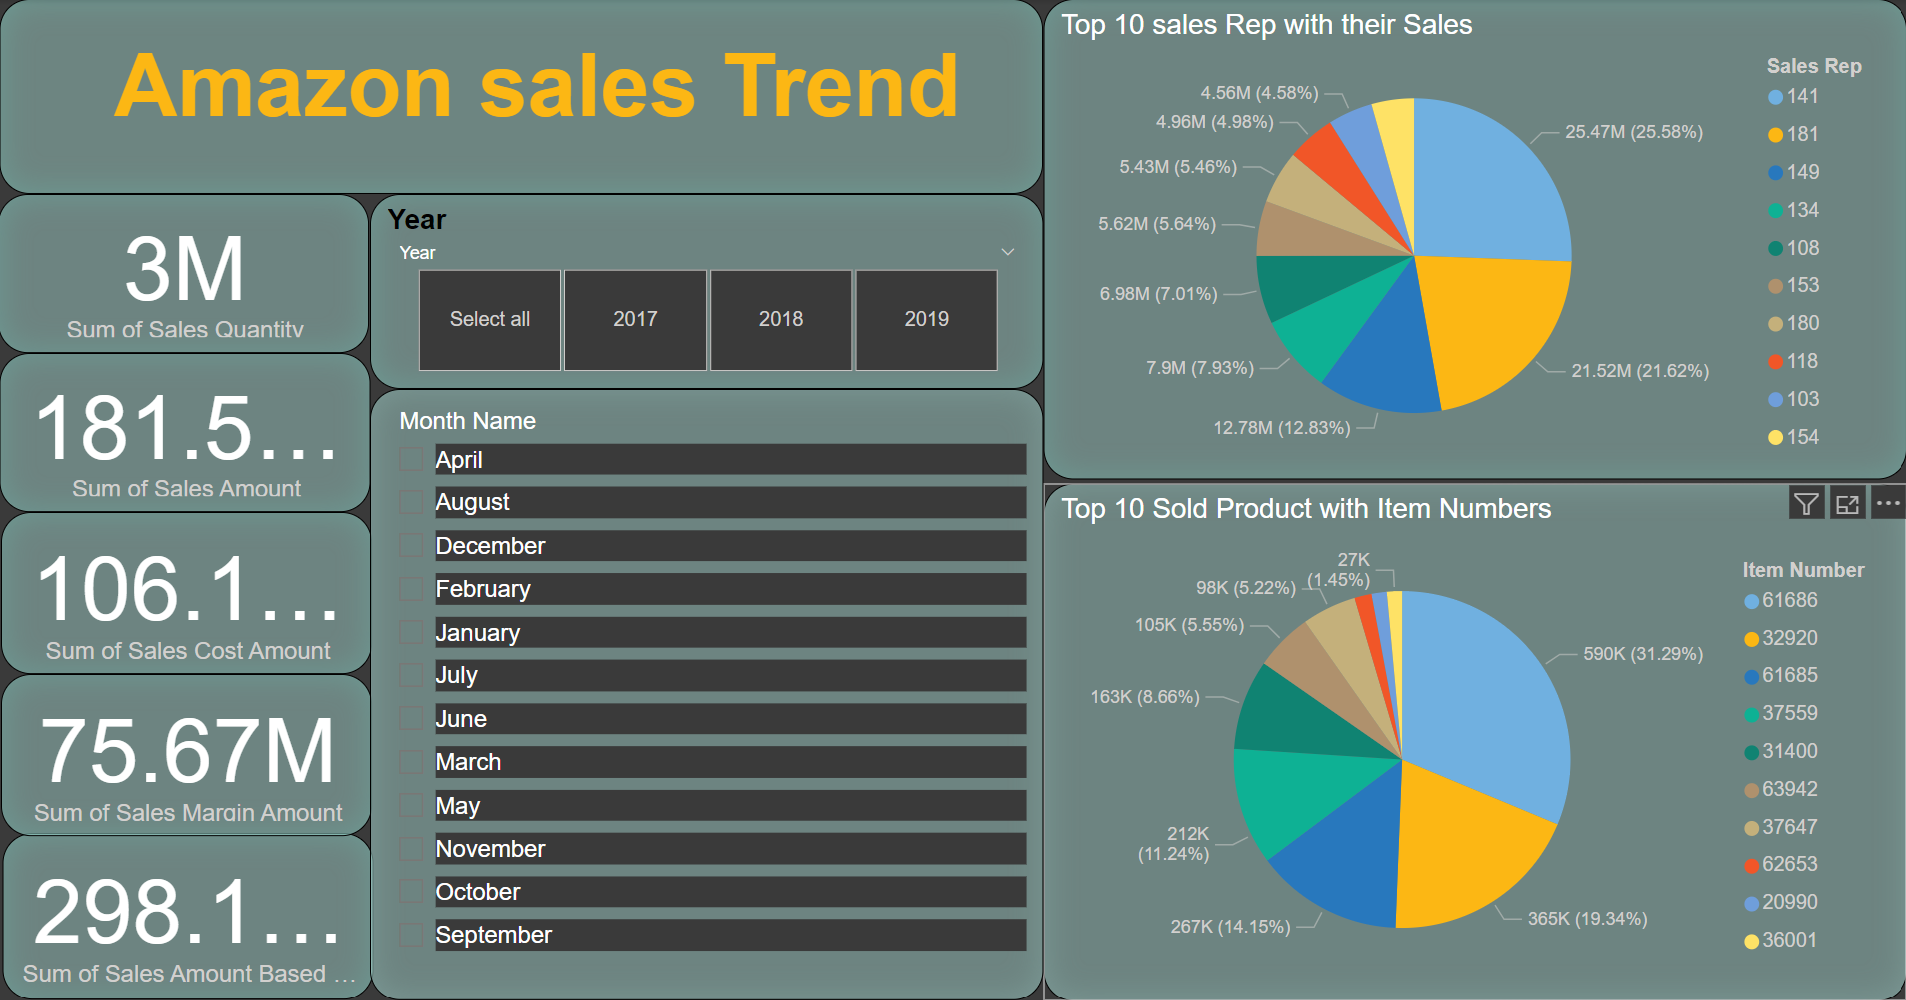 Amazon sales Trend
3M
Sum of Sales Quantity
181.5...
Sum of Sales Amount
106.1...
Sum of Sales Cost Amount
75.67M
Sum of Sales Margin Amount
298.1...
Sum of Sales Amount Based ...
Year
Year
Select all
2017
2018
2019
Month Name
April
August
December
February
January
July
June
March
May
November
October
September
Top 10 sales Rep with their Sales
25.47M (25.58%)
21.52M (21.62%)
12.78M (12.83%)
7.9M (7.93%)
6.98M (7.01%)
5.62M (5.64%)
5.43M (5.46%)
4.96M (4.98%)
4.56M (4.58%)
Sales Rep
141
181
149
134
108
153
180
118
103
154
Top 10 Sold Product with Item Numbers
590K (31.29%)
365K (19.34%)
267K (14.15%)
212K
(11.24%)
163K (8.66%)
105K (5.55%)
98K (5.22%)
27K
(1.45%)
Item Number
61686
32920
61685
37559
31400
63942
37647
62653
20990
36001